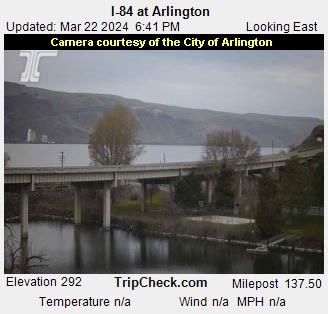 I-84 at Arlington
Updated: Mar 22 2024 6:41 PM Looking East
Camera courtesy of the City of Arlington
Elevation 292 TripCheck.com Milepost 137.50
Temperature n/a Wind n/a MPH n/a